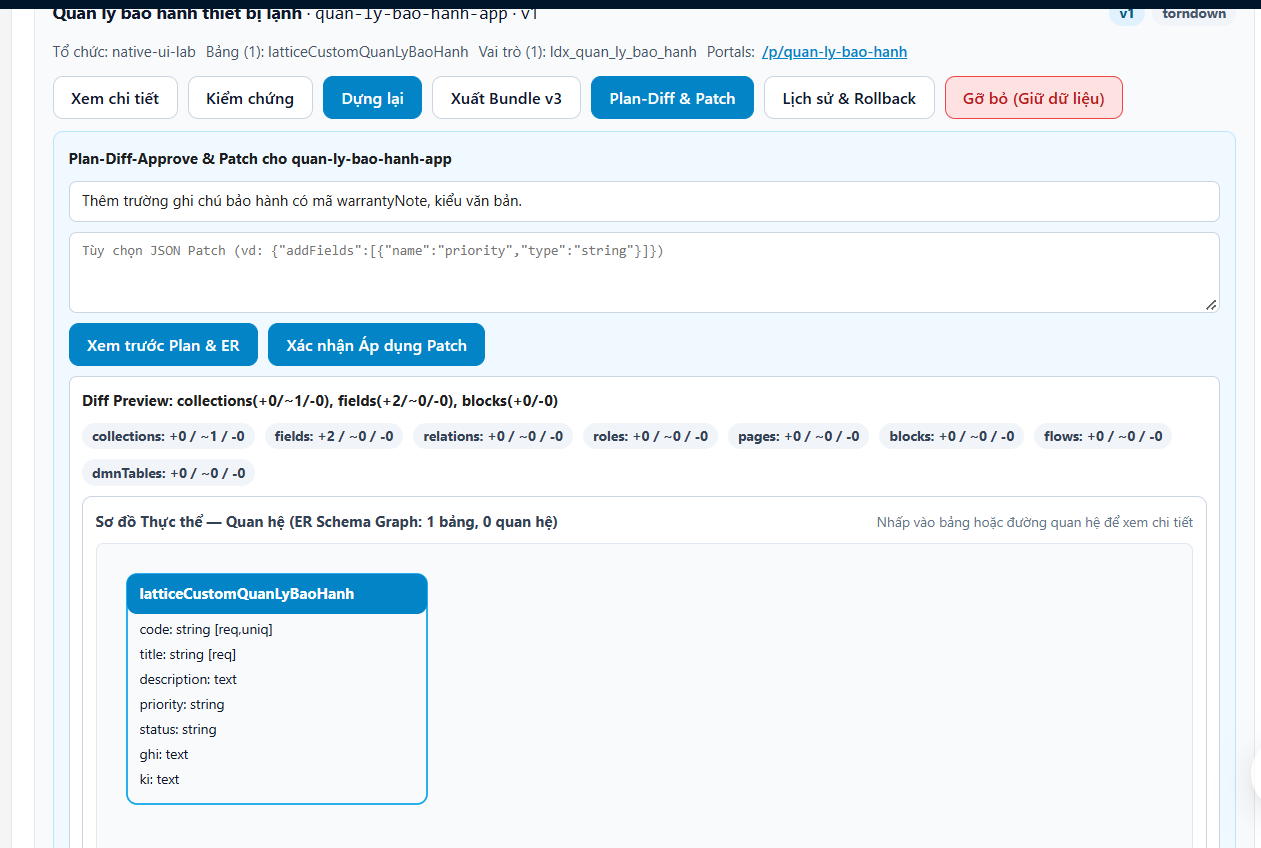 Quản lý bảo hành thiết bị lạnh · quan-ly-bao-hanh-app · v1
v1 torndown
Tổ chức: native-ui-lab Bảng (1): latticeCustomQuanLyBaoHanh Vai trò (1): ldx_quan_ly_bao_hanh Portals: /p/quan-ly-bao-hanh
Xem chi tiết Kiểm chứng Dựng lại Xuất Bundle v3 Plan-Diff & Patch Lịch sử & Rollback Gỡ bỏ (Giữ dữ liệu)
Plan-Diff-Approve & Patch cho quan-ly-bao-hanh-app
Thêm trường ghi chú bảo hành có mã warrantyNote, kiểu văn bản.
Tùy chọn JSON Patch (vd: {"addFields":[{"name":"priority","type":"string"}]})
Xem trước Plan & ER Xác nhận Áp dụng Patch
Diff Preview: collections(+0/~1/-0), fields(+2/~0/-0), blocks(+0/-0)
collections: +0 / ~1 / -0 fields: +2 / ~0 / -0 relations: +0 / ~0 / -0 roles: +0 / ~0 / -0 pages: +0 / ~0 / -0 blocks: +0 / ~0 / -0 flows: +0 / ~0 / -0
dmnTables: +0 / ~0 / -0
Sơ đồ Thực thể — Quan hệ (ER Schema Graph: 1 bảng, 0 quan hệ) Nhấp vào bảng hoặc đường quan hệ để xem chi tiết
latticeCustomQuanLyBaoHanh
code: string [req,uniq]
title: string [req]
description: text
priority: string
status: string
ghi: text
ki: text